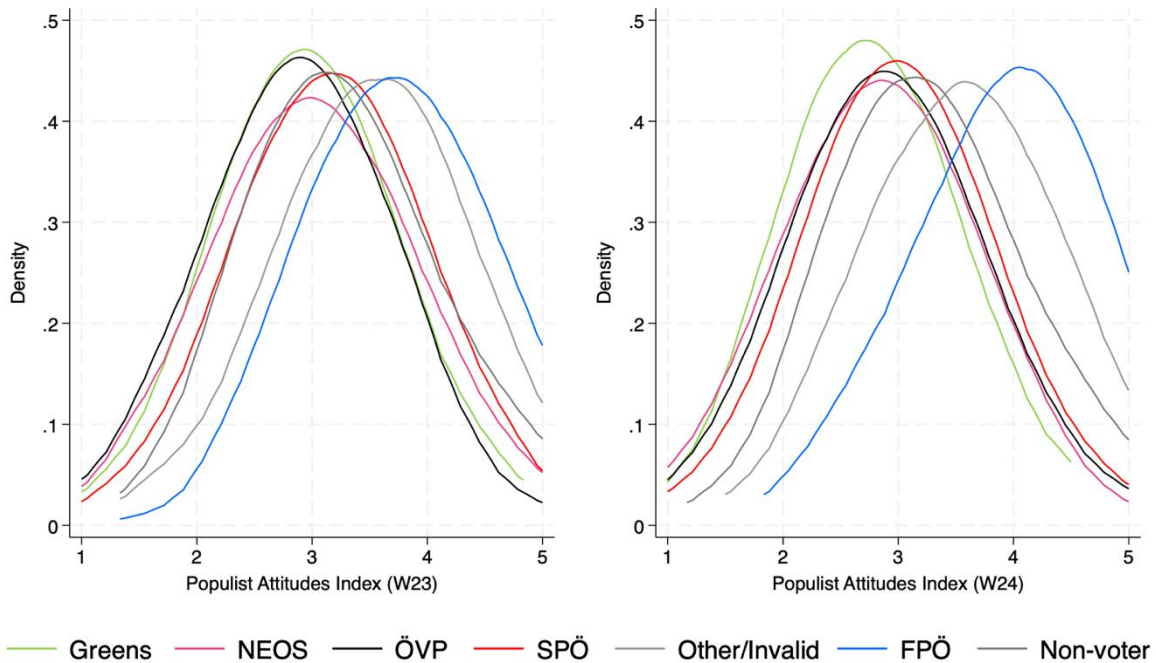 .5
.4
.3
.2
.1
0
Density
1 2 3 4 5
Populist Attitudes Index (W23)
.5
.4
.3
.2
.1
0
Density
1 2 3 4 5
Populist Attitudes Index (W24)
Greens NEOS ÖVP SPÖ Other/Invalid FPÖ Non-voter